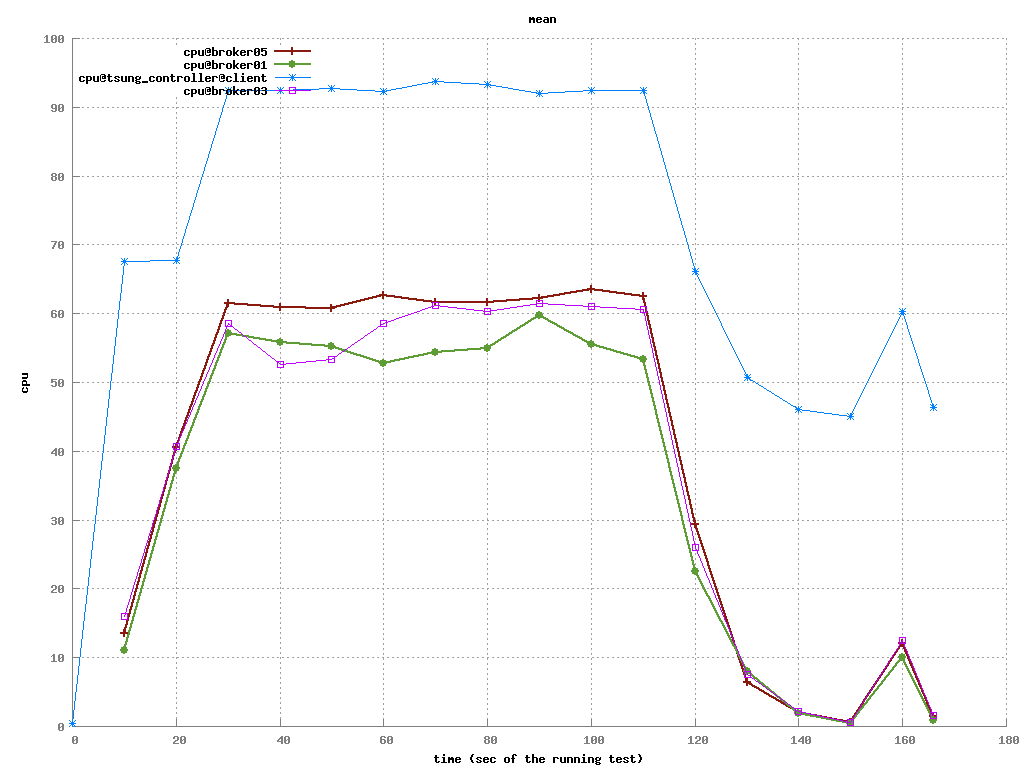 mean
100
90
80
70
60
50
40
30
20
10
0
cpu@broker05
cpu@broker01
cpu@tsung_controller@client
cpu@broker03
cpu
0 20 40 60 80 100 120 140 160 180
time (sec of the running test)